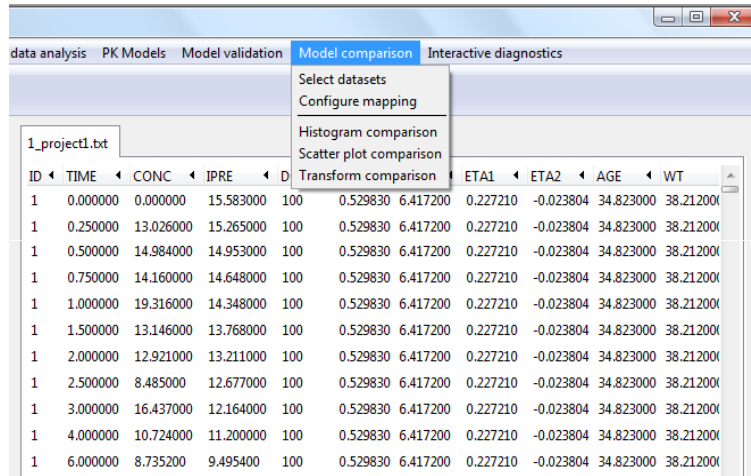 data analysis PK Models Model validation Model comparison Interactive diagnostics
Select datasets
Configure mapping
Histogram comparison
Scatter plot comparison
Transform comparison
1_project1.txt
ID TIME CONC IPRE D ETA1 ETA2 AGE WT
1 0.000000 0.000000 15.583000 100 0.529830 6.417200 0.227210 -0.023804 34.823000 38.21200
1 0.250000 13.026000 15.265000 100 0.529830 6.417200 0.227210 -0.023804 34.823000 38.21200
1 0.500000 14.984000 14.953000 100 0.529830 6.417200 0.227210 -0.023804 34.823000 38.21200
1 0.750000 14.160000 14.648000 100 0.529830 6.417200 0.227210 -0.023804 34.823000 38.21200
1 1.000000 19.316000 14.348000 100 0.529830 6.417200 0.227210 -0.023804 34.823000 38.21200
1 1.500000 13.146000 13.768000 100 0.529830 6.417200 0.227210 -0.023804 34.823000 38.21200
1 2.000000 12.921000 13.211000 100 0.529830 6.417200 0.227210 -0.023804 34.823000 38.21200
1 2.500000 8.485000 12.677000 100 0.529830 6.417200 0.227210 -0.023804 34.823000 38.21200
1 3.000000 16.437000 12.164000 100 0.529830 6.417200 0.227210 -0.023804 34.823000 38.21200
1 4.000000 10.724000 11.200000 100 0.529830 6.417200 0.227210 -0.023804 34.823000 38.21200
1 6.000000 8.735200 9.495400 100 0.529830 6.417200 0.227210 -0.023804 34.823000 38.21200